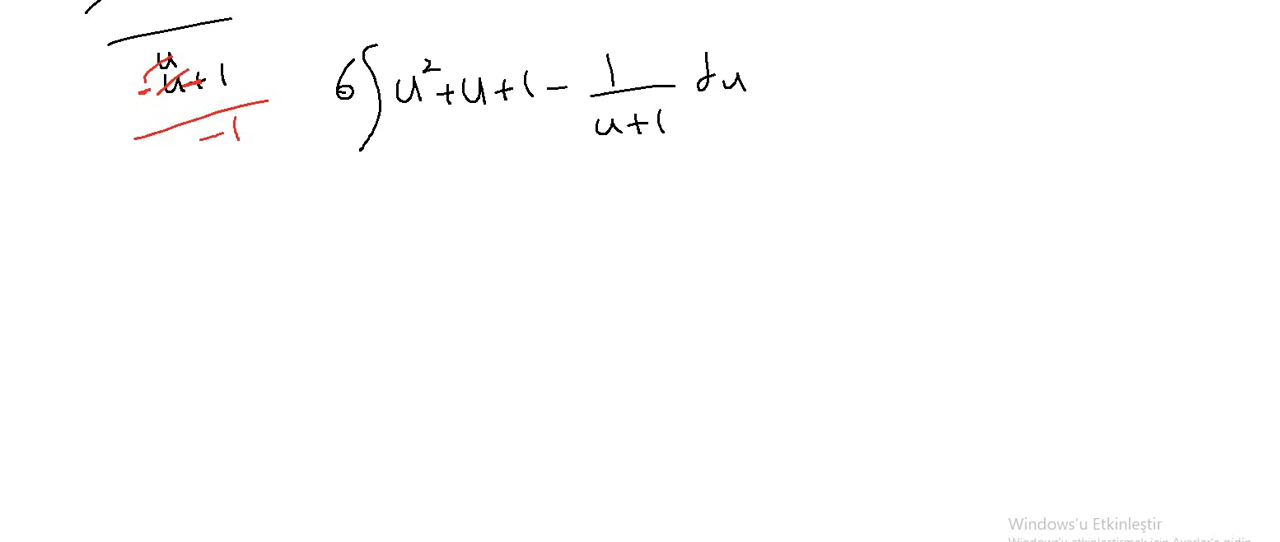 u
- u + 1
-1
6∫ u² + u + 1 - 1/(u+1) du
Windows'u Etkinleştir